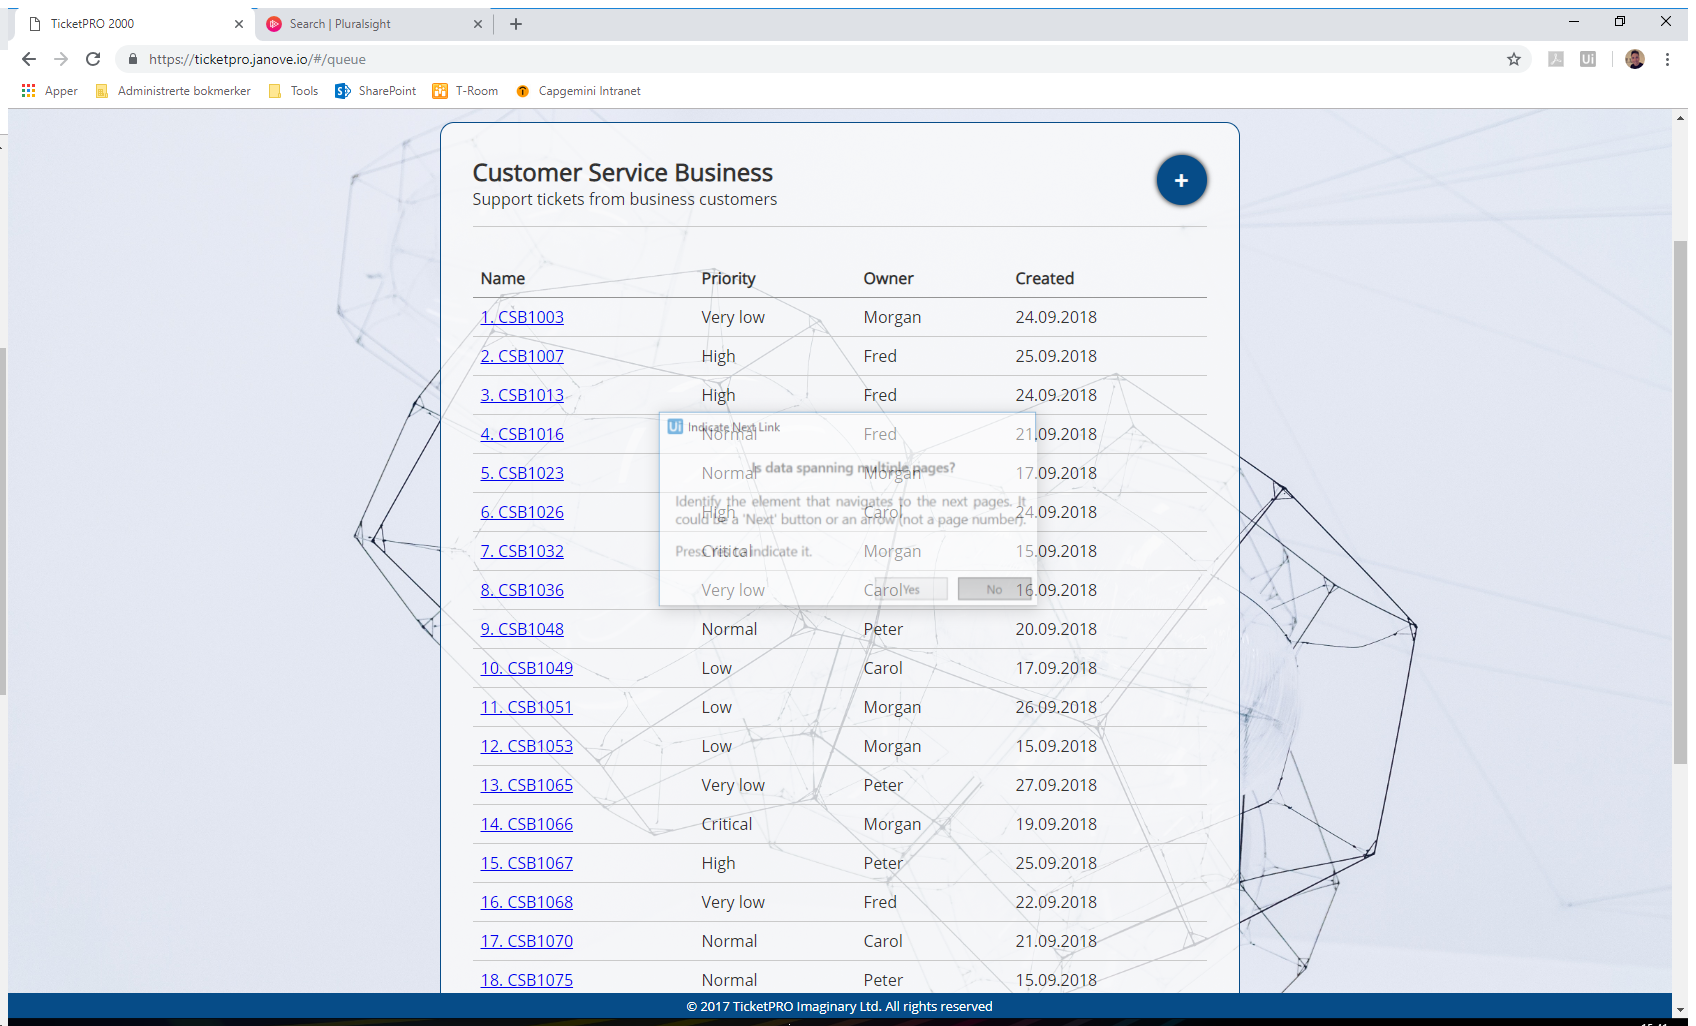 TicketPRO 2000
Search | Pluralsight
https://ticketpro.janove.io/#/queue
Ui
Apper Administrerte bokmerker Tools SharePoint T-Room Capgemini Intranet
Customer Service Business
+
Support tickets from business customers
Name Priority Owner Created
1. CSB1003 Very low Morgan 24.09.2018
2. CSB1007 High Fred 25.09.2018
3. CSB1013 High Fred 24.09.2018
Ui Indicate Next Link
4. CSB1016 Normal Fred 21.09.2018
Is data spanning multiple pages?
5. CSB1023 Normal Morgan 17.09.2018
Identify the element that navigates to the next pages. It
6. CSB1026 High Carol 24.09.2018
could be a 'Next' button or an arrow (not a page number).
7. CSB1032 Critical Morgan 15.09.2018
Press Yes to indicate it.
8. CSB1036 Very low Carol 16.09.2018
Yes No
9. CSB1048 Normal Peter 20.09.2018
10. CSB1049 Low Carol 17.09.2018
11. CSB1051 Low Morgan 26.09.2018
12. CSB1053 Low Morgan 15.09.2018
13. CSB1065 Very low Peter 27.09.2018
14. CSB1066 Critical Morgan 19.09.2018
15. CSB1067 High Peter 25.09.2018
16. CSB1068 Very low Fred 22.09.2018
17. CSB1070 Normal Carol 21.09.2018
18. CSB1075 Normal Peter 15.09.2018
© 2017 TicketPRO Imaginary Ltd. All rights reserved